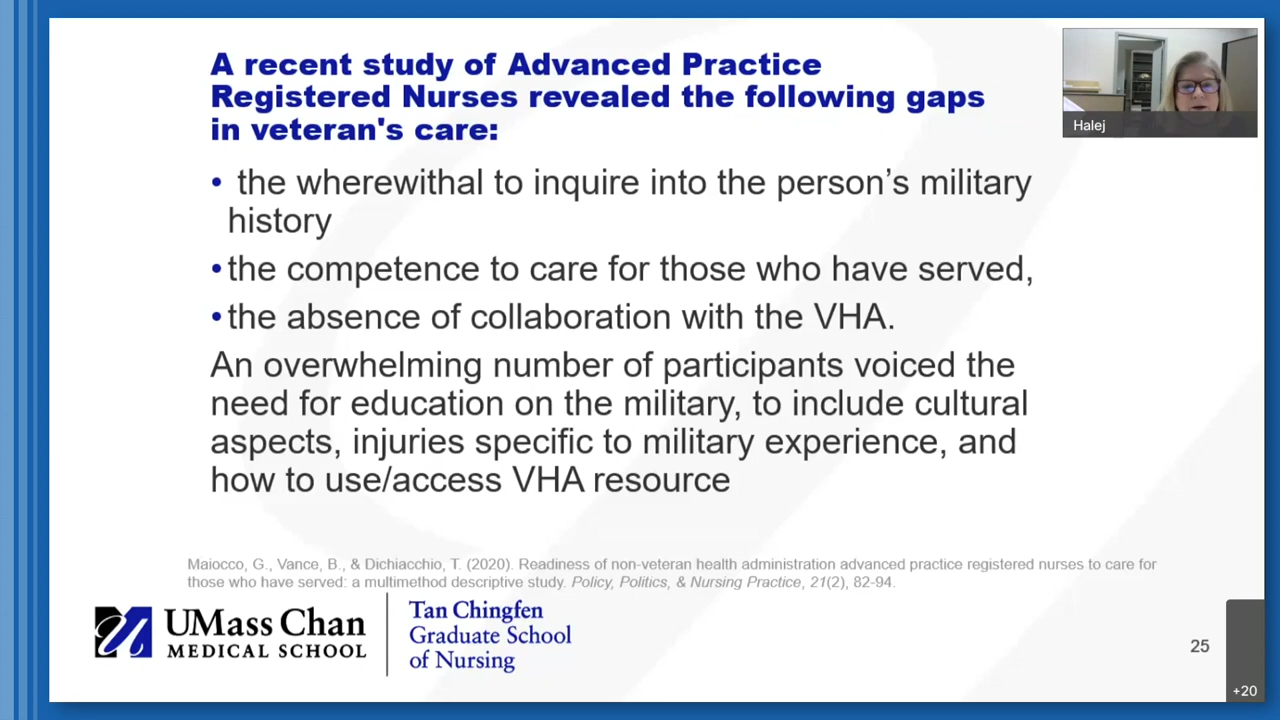 A recent study of Advanced Practice
Registered Nurses revealed the following gaps
in veteran's care:
• the wherewithal to inquire into the person’s military
history
• the competence to care for those who have served,
• the absence of collaboration with the VHA.
An overwhelming number of participants voiced the
need for education on the military, to include cultural
aspects, injuries specific to military experience, and
how to use/access VHA resource
Maiocco, G., Vance, B., & Dichiacchio, T. (2020). Readiness of non-veteran health administration advanced practice registered nurses to care for
those who have served: a multimethod descriptive study. Policy, Politics, & Nursing Practice, 21(2), 82-94.
UMass Chan
MEDICAL SCHOOL
Tan Chingfen
Graduate School
of Nursing
25
Halej
+20